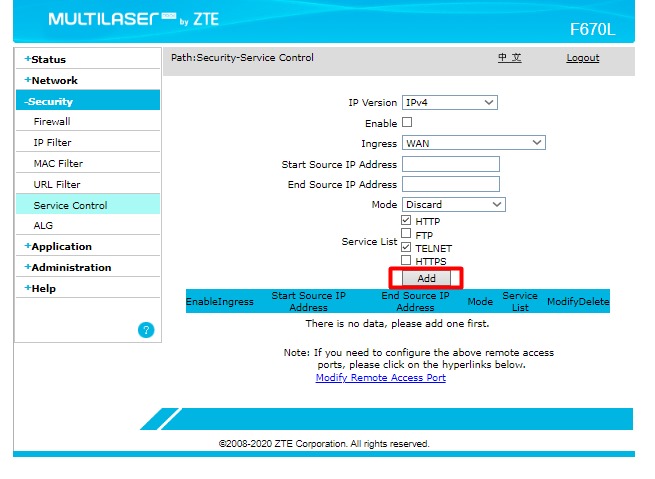 MULTILASER PRO by ZTE
F670L
+Status
Path:Security-Service Control 中 文 Logout
+Network
-Security
Firewall
IP Filter
MAC Filter
URL Filter
Service Control
ALG
+Application
+Administration
+Help
?
IP Version IPv4
Enable
Ingress WAN
Start Source IP Address
End Source IP Address
Mode Discard
Service List
HTTP
FTP
TELNET
HTTPS
Add
EnableIngress Start Source IP Address End Source IP Address Mode Service List ModifyDelete
There is no data, please add one first.
Note: If you need to configure the above remote access
ports, please click on the hyperlinks below.
Modify Remote Access Port
©2008-2020 ZTE Corporation. All rights reserved.